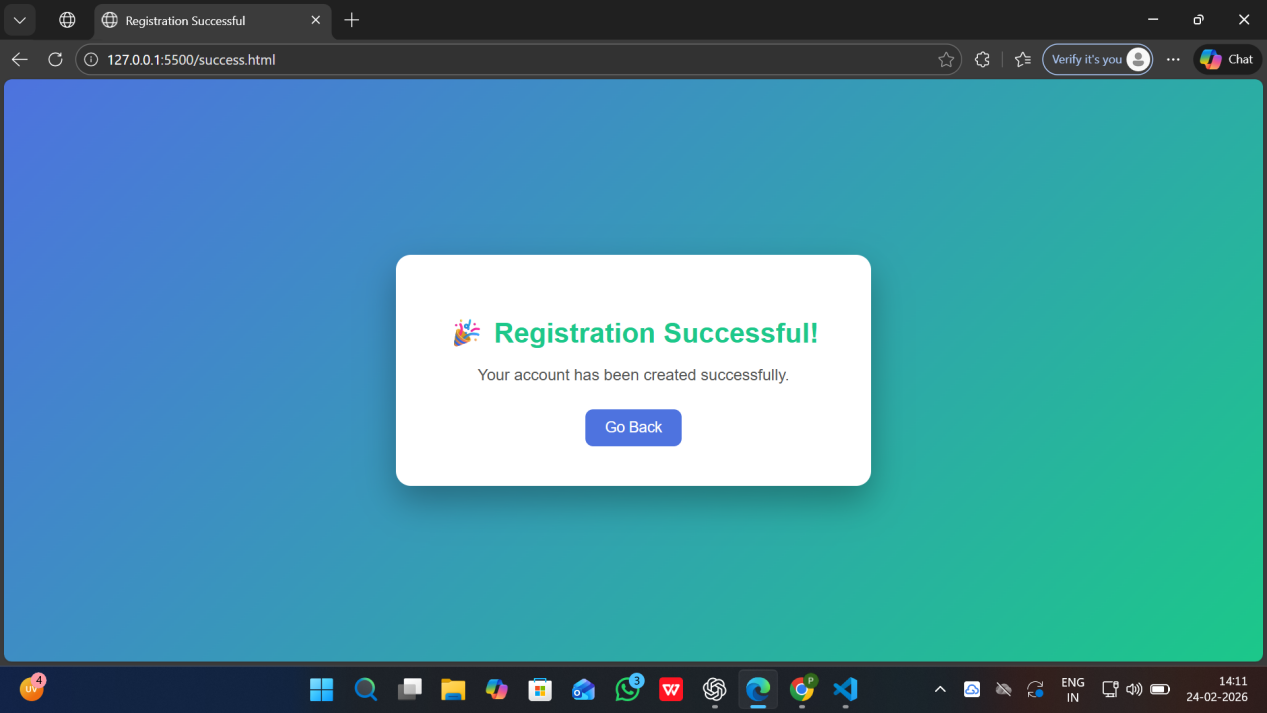 Registration Successful
127.0.0.1:5500/success.html
Verify it's you
Chat
🎉 Registration Successful!
Your account has been created successfully.
Go Back
UV
4
3
W
P
ENG
IN
14:11
24-02-2026